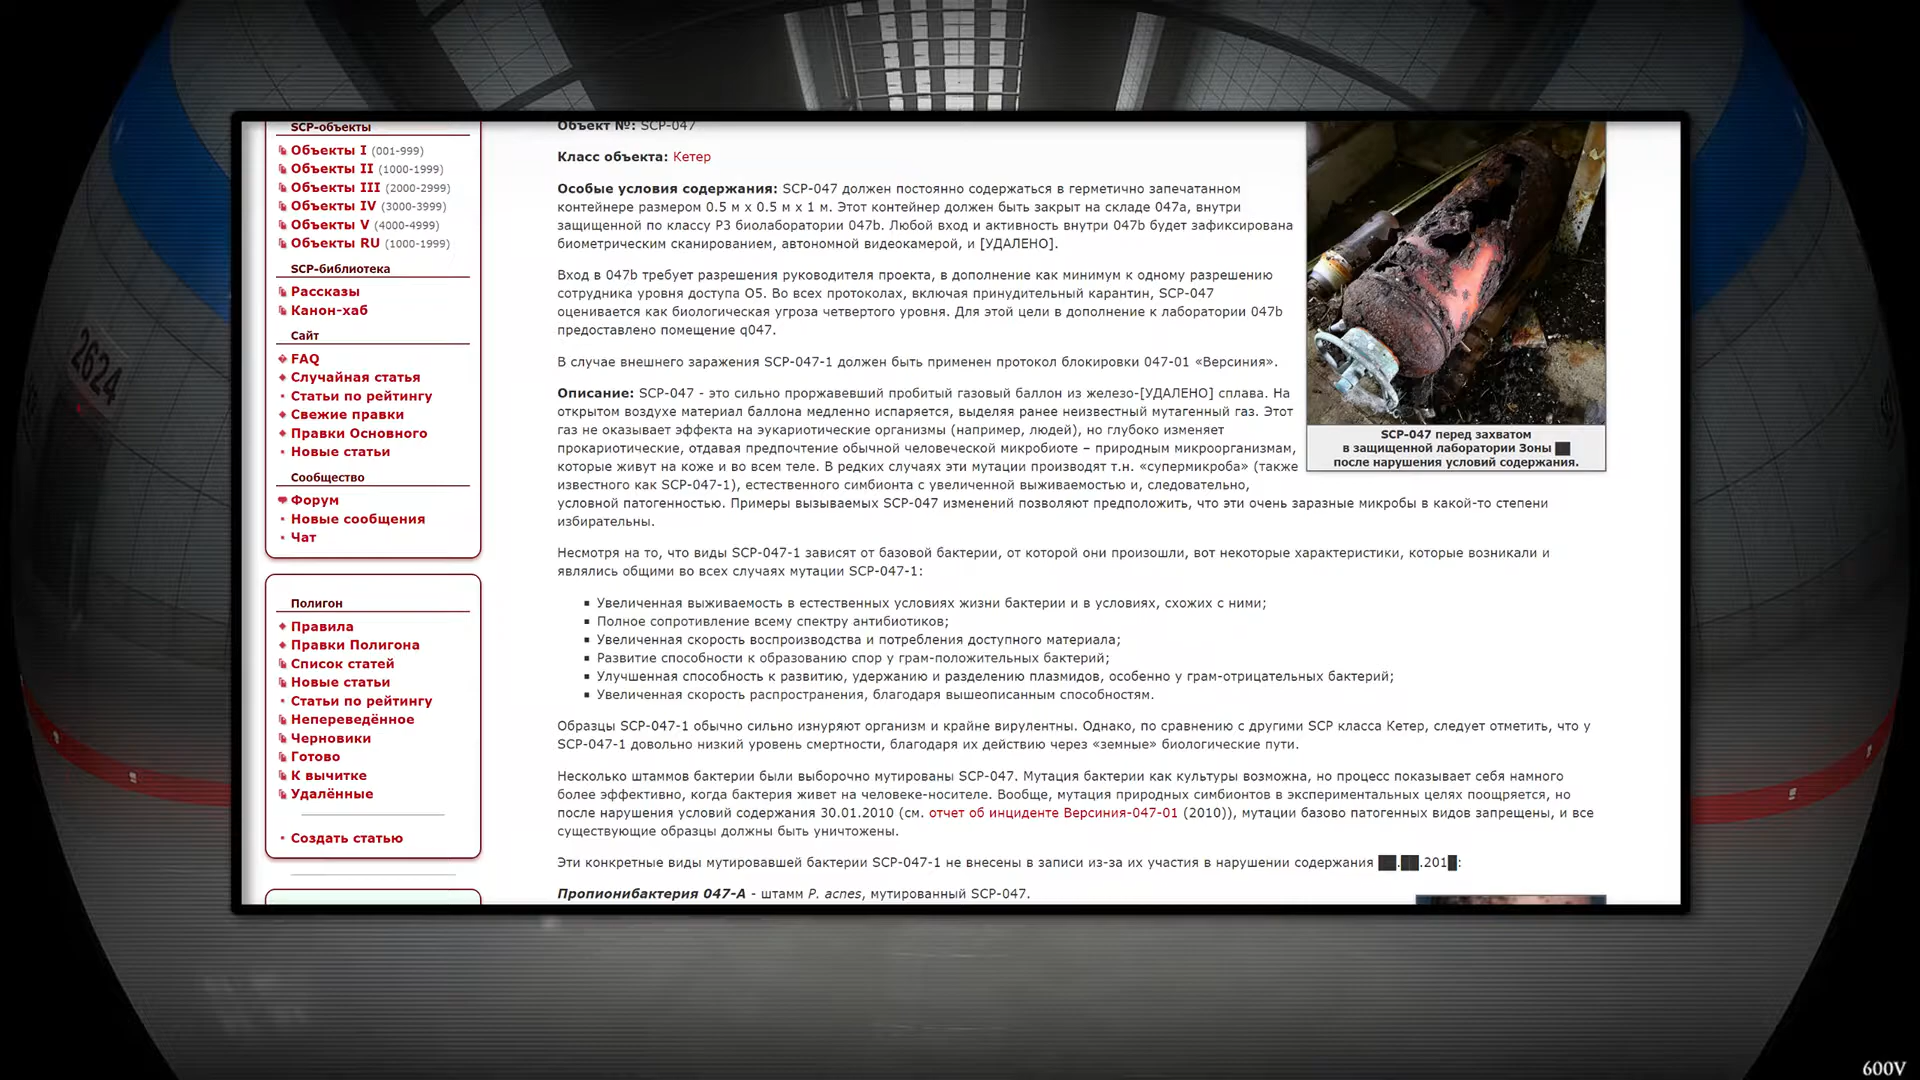 SCP-объекты
Объекты I (001-999)
Объекты II (1000-1999)
Объекты III (2000-2999)
Объекты IV (3000-3999)
Объекты V (4000-4999)
Объекты RU (1000-1999)
SCP-библиотека
Рассказы
Канон-хаб
Сайт
FAQ
Случайная статья
Статьи по рейтингу
Свежие правки
Правки Основного
Новые статьи
Сообщество
Форум
Новые сообщения
Чат
Полигон
Правила
Правки Полигона
Список статей
Новые статьи
Статьи по рейтингу
Непереведённое
Черновики
Готово
К вычитке
Удалённые
Создать статью
Объект №: SCP-047
Класс объекта: Кетер
Особые условия содержания: SCP-047 должен постоянно содержаться в герметично запечатанном
контейнере размером 0.5 м x 0.5 м x 1 м. Этот контейнер должен быть закрыт на складе 047a, внутри
защищенной по классу P3 биолаборатории 047b. Любой вход и активность внутри 047b будет зафиксирована
биометрическим сканированием, автономной видеокамерой, и [УДАЛЕНО].
Вход в 047b требует разрешения руководителя проекта, в дополнение как минимум к одному разрешению
сотрудника уровня доступа О5. Во всех протоколах, включая принудительный карантин, SCP-047
оценивается как биологическая угроза четвертого уровня. Для этой цели в дополнение к лаборатории 047b
предоставлено помещение q047.
В случае внешнего заражения SCP-047-1 должен быть применен протокол блокировки 047-01 «Версиния».
Описание: SCP-047 - это сильно проржавевший пробитый газовый баллон из железо-[УДАЛЕНО] сплава. На
открытом воздухе материал баллона медленно испаряется, выделяя ранее неизвестный мутагенный газ. Этот
газ не оказывает эффекта на эукариотические организмы (например, людей), но глубоко изменяет
прокариотические, отдавая предпочтение обычной человеческой микробиоте – природным микроорганизмам,
которые живут на коже и во всем теле. В редких случаях эти мутации производят т.н. «супермикроба» (также
известного как SCP-047-1), естественного симбионта с увеличенной выживаемостью и, следовательно,
условной патогенностью. Примеры вызываемых SCP-047 изменений позволяют предположить, что эти очень заразные микробы в какой-то степени
избирательны.
SCP-047 перед захватом
в защищенной лаборатории Зоны ██
после нарушения условий содержания.
Несмотря на то, что виды SCP-047-1 зависят от базовой бактерии, от которой они произошли, вот некоторые характеристики, которые возникали и
являлись общими во всех случаях мутации SCP-047-1:
Увеличенная выживаемость в естественных условиях жизни бактерии и в условиях, схожих с ними;
Полное сопротивление всему спектру антибиотиков;
Увеличенная скорость воспроизводства и потребления доступного материала;
Развитие способности к образованию спор у грам-положительных бактерий;
Улучшенная способность к развитию, удержанию и разделению плазмидов, особенно у грам-отрицательных бактерий;
Увеличенная скорость распространения, благодаря вышеописанным способностям.
Образцы SCP-047-1 обычно сильно изнуряют организм и крайне вирулентны. Однако, по сравнению с другими SCP класса Кетер, следует отметить, что у
SCP-047-1 довольно низкий уровень смертности, благодаря их действию через «земные» биологические пути.
Несколько штаммов бактерии были выборочно мутированы SCP-047. Мутация бактерии как культуры возможна, но процесс показывает себя намного
более эффективно, когда бактерия живет на человеке-носителе. Вообще, мутация природных симбионтов в экспериментальных целях поощряется, но
после нарушения условий содержания 30.01.2010 (см. отчет об инциденте Версиния-047-01 (2010)), мутации базово патогенных видов запрещены, и все
существующие образцы должны быть уничтожены.
Эти конкретные виды мутировавшей бактерии SCP-047-1 не внесены в записи из-за их участия в нарушении содержания ██.██.201█:
Пропионибактерия 047-А - штамм P. acnes, мутированный SCP-047.
2624
600V